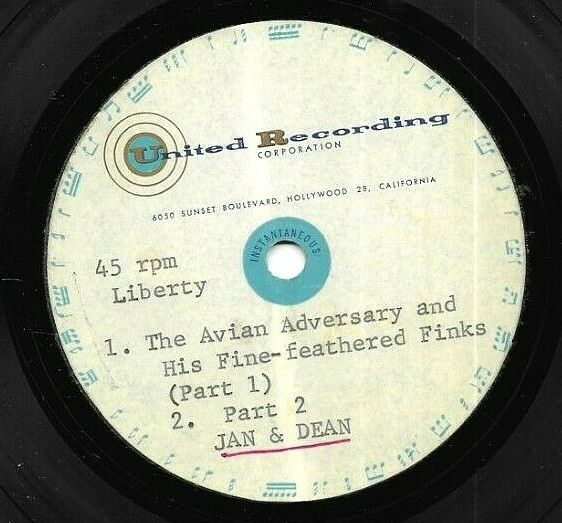 United Recording
CORPORATION
6050 SUNSET BOULEVARD, HOLLYWOOD 28, CALIFORNIA
INSTANTANEOUS
45 rpm
Liberty
1. The Avian Adversary and
His Fine-feathered Finks
(Part 1)
2. Part 2
JAN & DEAN